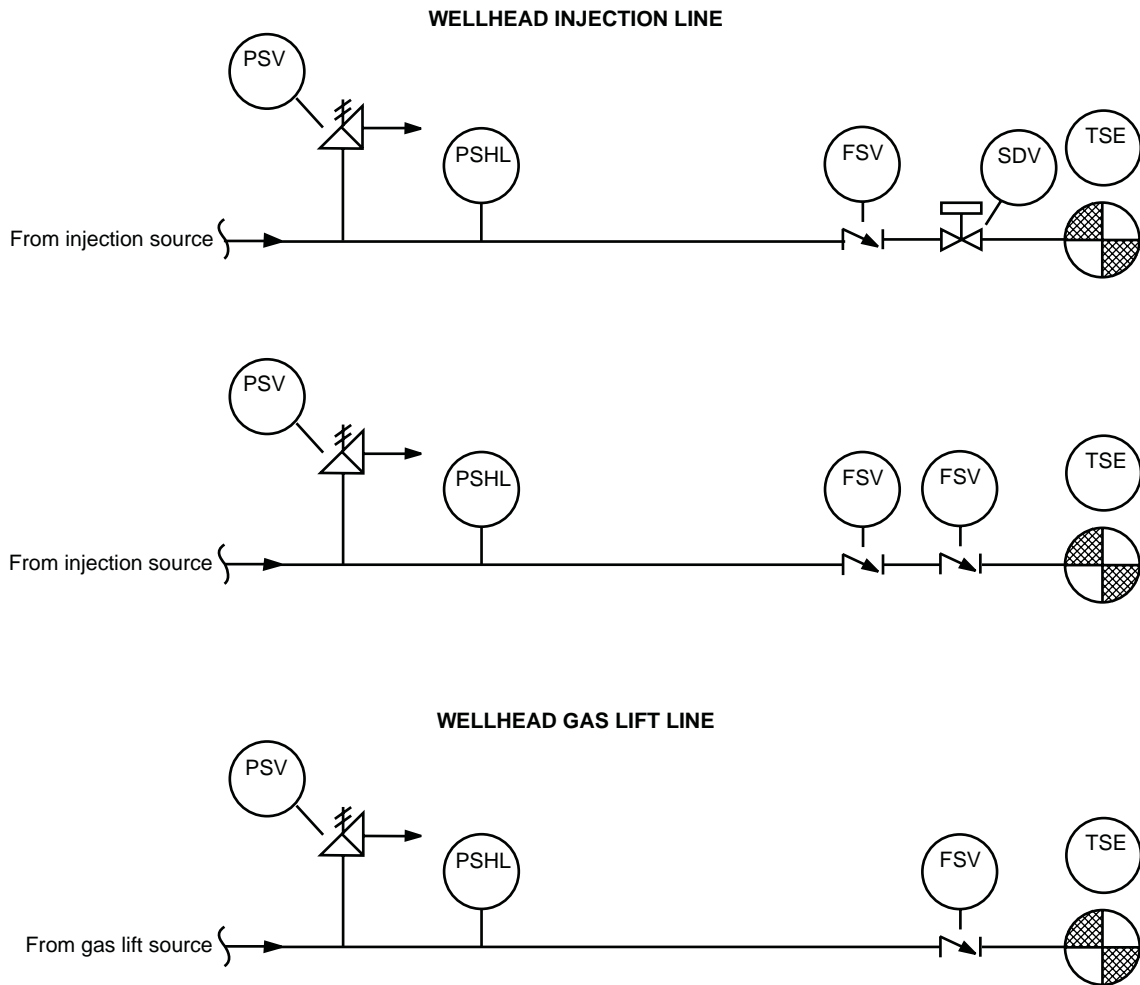 WELLHEAD INJECTION LINE
PSV
PSHL
FSV
SDV
TSE
From injection source
PSV
PSHL
FSV
FSV
TSE
From injection source
WELLHEAD GAS LIFT LINE
PSV
PSHL
FSV
TSE
From gas lift source